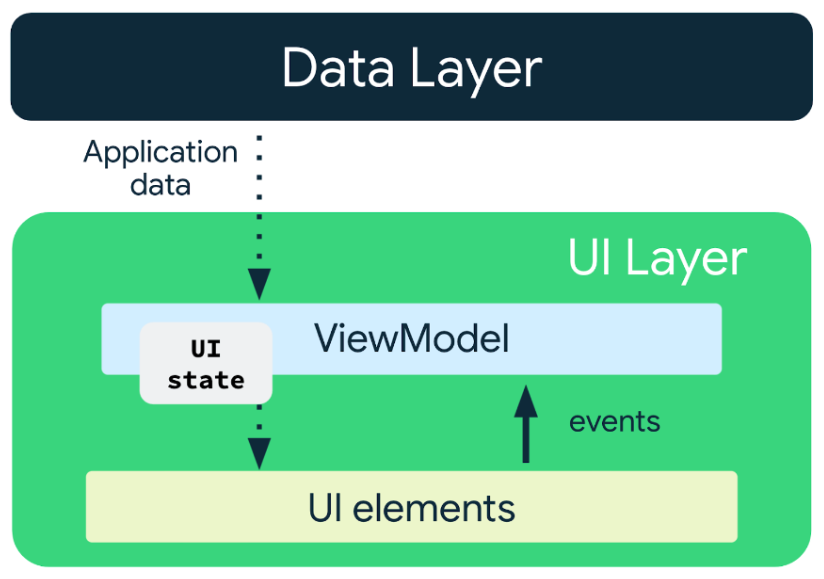 Data Layer
Application
data
UI Layer
ViewModel
UI
state
events
UI elements